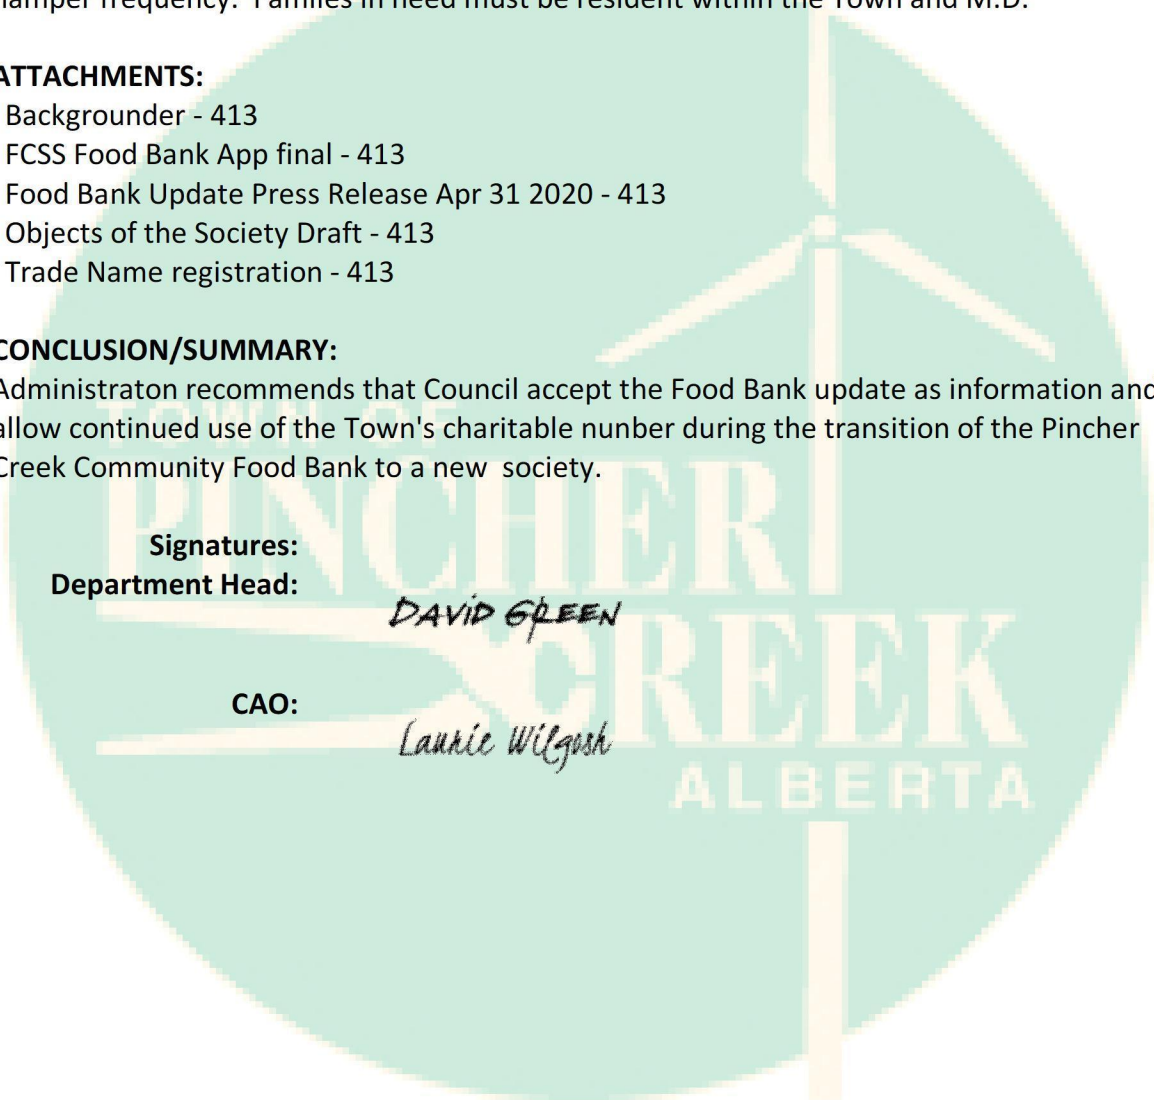 hamper frequency. Famlies in need must be resident within the Town and M.D.
ATTACHMENTS:
Backgrounder - 413
FCSS Food Bank App final - 413
Food Bank Update Press Release Apr 31 2020 - 413
Objects of the Society Draft - 413
Trade Name registration - 413
CONCLUSION/SUMMARY:
Administraton recommends that Council accept the Food Bank update as information and
allow continued use of the Town's charitable nunber during the transition of the Pincher
Creek Community Food Bank to a new  society.
TOWN OF
PINCHER
CREEK
ALBERTA
Signatures:
Department Head:
DAVID GREEN
CAO:
Laurie Wilgosh